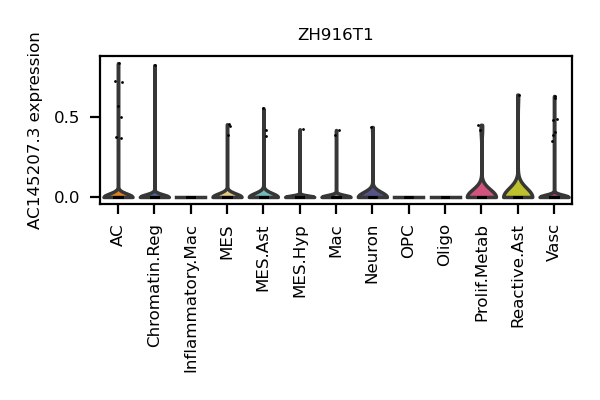 ZH916T1
AC145207.3 expression
0.5
0.0
AC
Chromatin.Reg
Inflammatory.Mac
MES
MES.Ast
MES.Hyp
Mac
Neuron
OPC
Oligo
Prolif.Metab
Reactive.Ast
Vasc